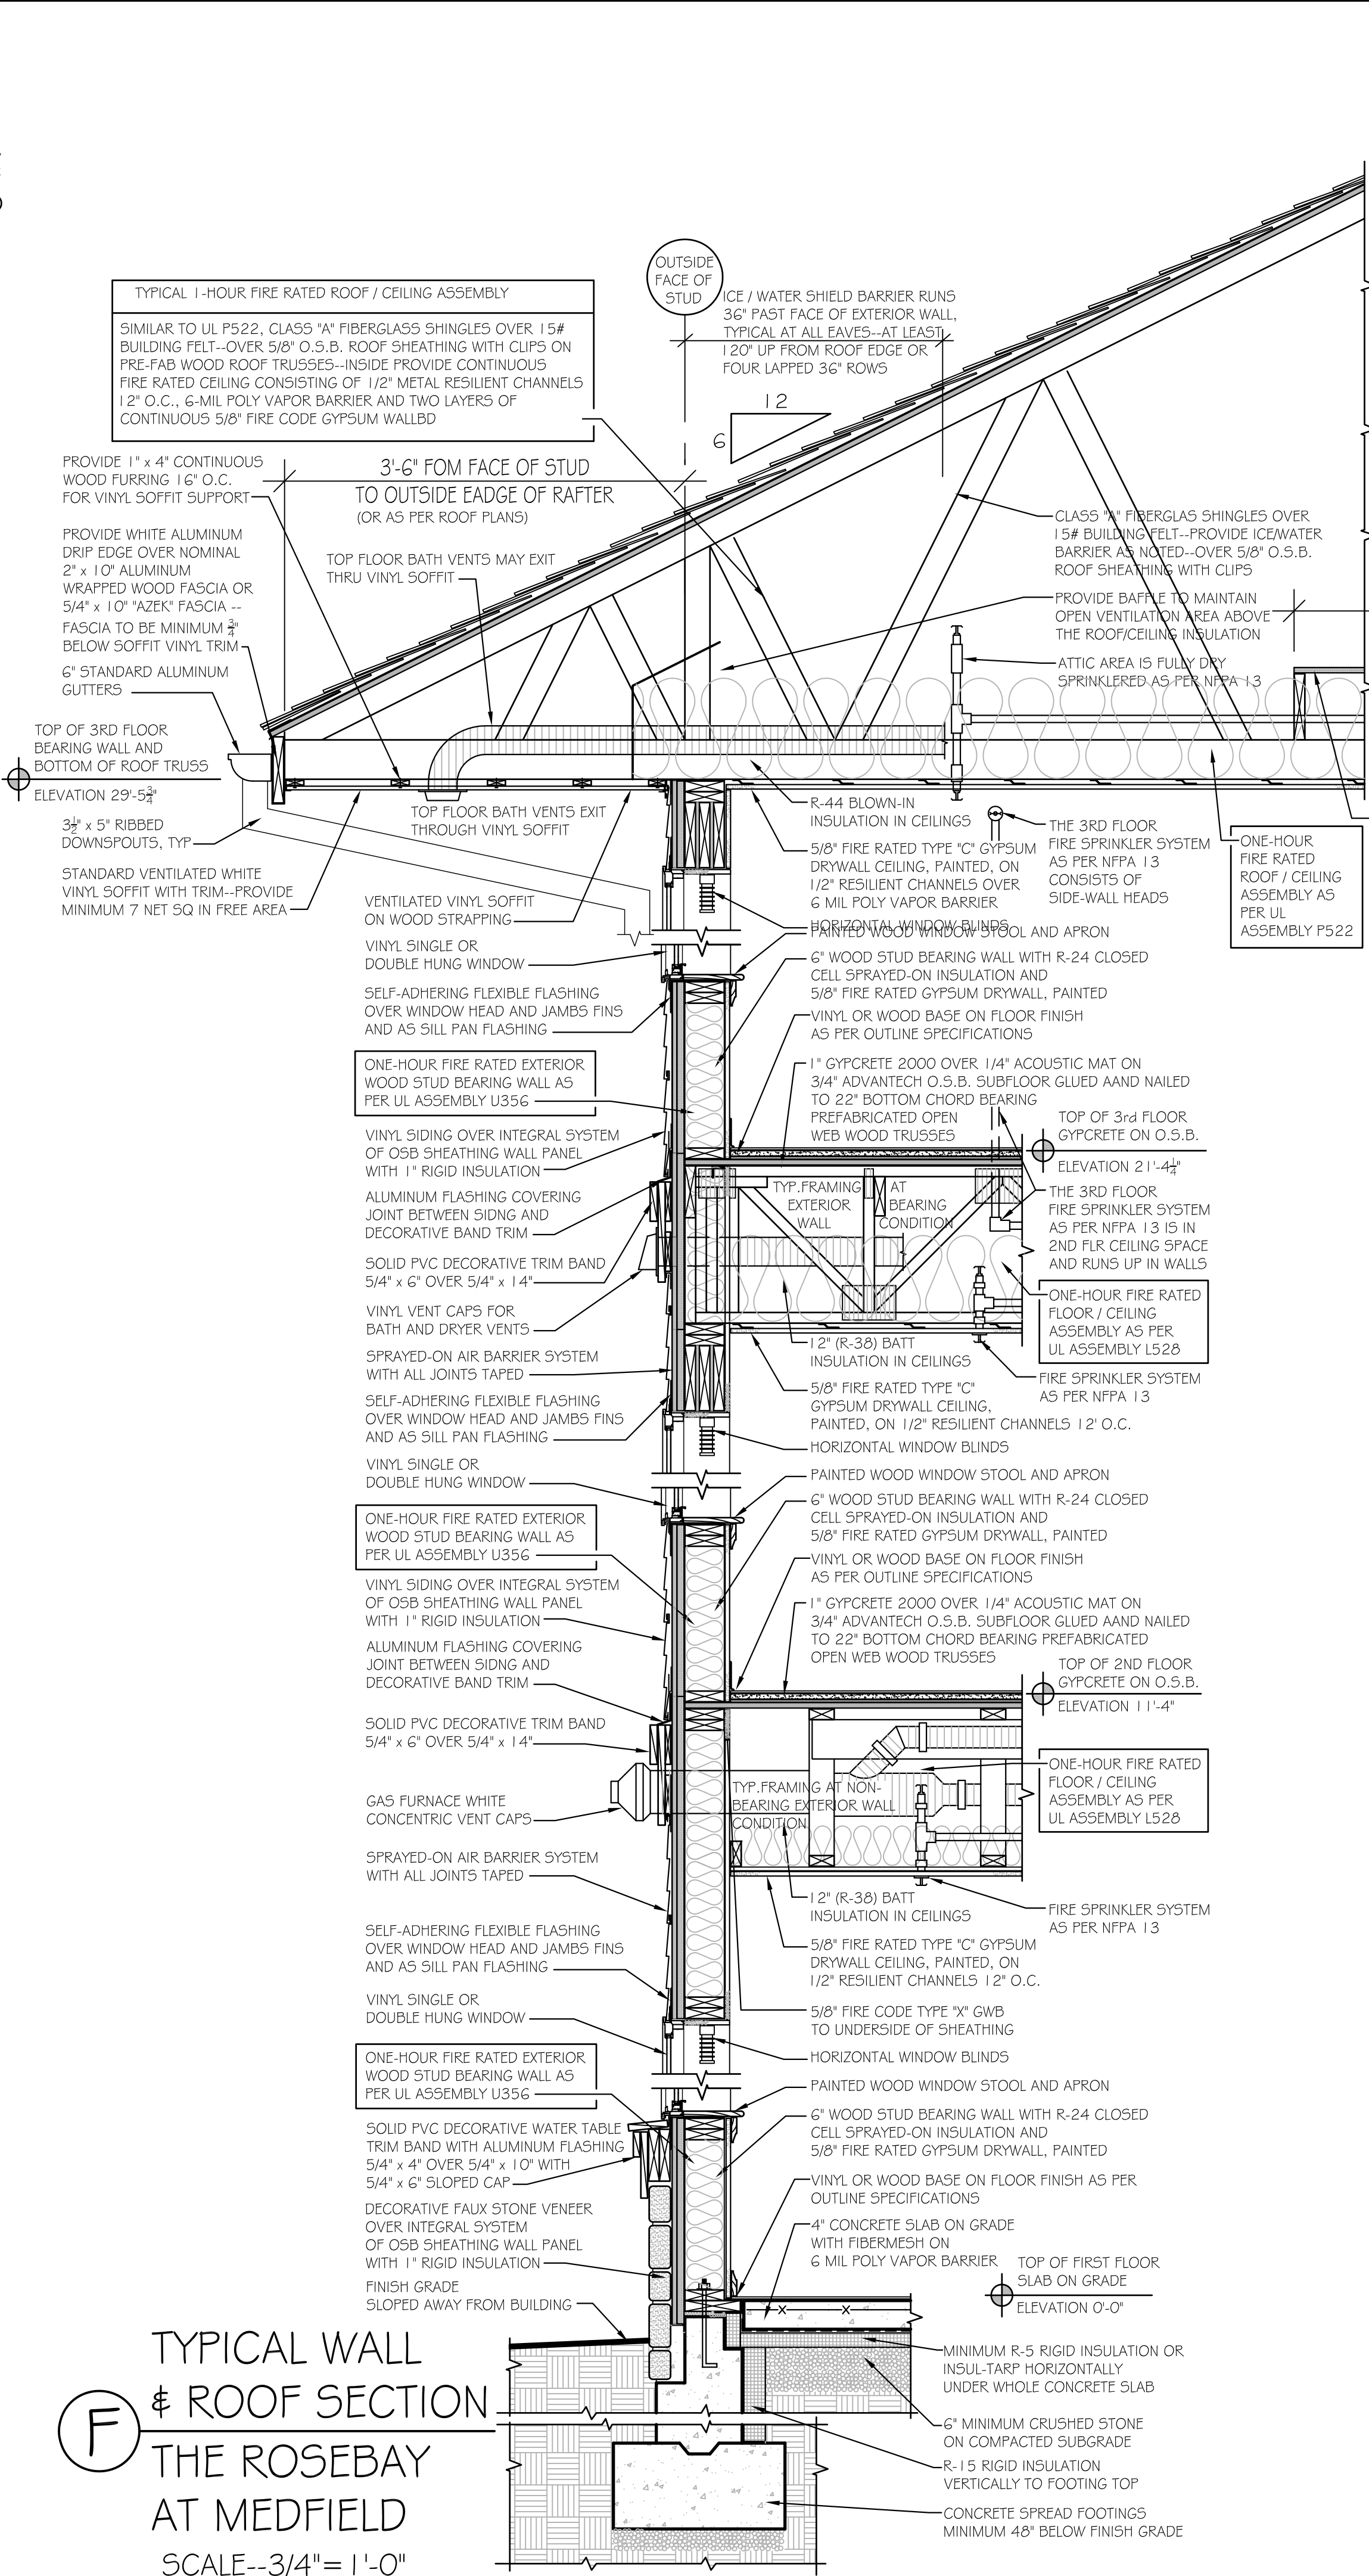 OUTSIDE
FACE OF
STUD
ICE / WATER SHIELD BARRIER RUNS
36" PAST FACE OF EXTERIOR WALL,
TYPICAL AT ALL EAVES--AT LEAST
120" UP FROM ROOF EDGE OR
FOUR LAPPED 36" ROWS
TYPICAL 1-HOUR FIRE RATED ROOF / CEILING ASSEMBLY
SIMILAR TO UL P522, CLASS "A" FIBERGLASS SHINGLES OVER 15#
BUILDING FELT--OVER 5/8" O.S.B. ROOF SHEATHING WITH CLIPS ON
PRE-FAB WOOD ROOF TRUSSES--INSIDE PROVIDE CONTINUOUS
FIRE RATED CEILING CONSISTING OF 1/2" METAL RESILIENT CHANNELS
12" O.C., 6-MIL POLY VAPOR BARRIER AND TWO LAYERS OF
CONTINUOUS 5/8" FIRE CODE GYPSUM WALLBD
12
6
3'-6" FOM FACE OF STUD
TO OUTSIDE EADGE OF RAFTER
(OR AS PER ROOF PLANS)
PROVIDE 1" x 4" CONTINUOUS
WOOD FURRING 16" O.C.
FOR VINYL SOFFIT SUPPORT
PROVIDE WHITE ALUMINUM
DRIP EDGE OVER NOMINAL
2" x 10" ALUMINUM
WRAPPED WOOD FASCIA OR
5/4" x 10" "AZEK" FASCIA --
FASCIA TO BE MINIMUM 3/4"
BELOW SOFFIT VINYL TRIM
6" STANDARD ALUMINUM
GUTTERS
TOP OF 3RD FLOOR
BEARING WALL AND
BOTTOM OF ROOF TRUSS
ELEVATION 29'-5 3/4"
3 1/2" x 5" RIBBED
DOWNSPOUTS, TYP
STANDARD VENTILATED WHITE
VINYL SOFFIT WITH TRIM--PROVIDE
MINIMUM 7 NET SQ IN FREE AREA
TOP FLOOR BATH VENTS MAY EXIT
THRU VINYL SOFFIT
TOP FLOOR BATH VENTS EXIT
THROUGH VINYL SOFFIT
CLASS "A" FIBERGLAS SHINGLES OVER
15# BUILDING FELT--PROVIDE ICE/WATER
BARRIER AS NOTED--OVER 5/8" O.S.B.
ROOF SHEATHING WITH CLIPS
PROVIDE BAFFLE TO MAINTAIN
OPEN VENTILATION AREA ABOVE
THE ROOF/CEILING INSULATION
ATTIC AREA IS FULLY DRY
SPRINKLERED AS PER NFPA 13
R-44 BLOWN-IN
INSULATION IN CEILINGS
5/8" FIRE RATED TYPE "C" GYPSUM
DRYWALL CEILING, PAINTED, ON
1/2" RESILIENT CHANNELS OVER
6 MIL POLY VAPOR BARRIER
THE 3RD FLOOR
FIRE SPRINKLER SYSTEM
AS PER NFPA 13
CONSISTS OF
SIDE-WALL HEADS
ONE-HOUR
FIRE RATED
ROOF / CEILING
ASSEMBLY AS
PER UL
ASSEMBLY P522
VENTILATED VINYL SOFFIT
ON WOOD STRAPPING
VINYL SINGLE OR
DOUBLE HUNG WINDOW
SELF-ADHERING FLEXIBLE FLASHING
OVER WINDOW HEAD AND JAMBS FINS
AND AS SILL PAN FLASHING
ONE-HOUR FIRE RATED EXTERIOR
WOOD STUD BEARING WALL AS
PER UL ASSEMBLY U356
VINYL SIDING OVER INTEGRAL SYSTEM
OF OSB SHEATHING WALL PANEL
WITH 1" RIGID INSULATION
ALUMINUM FLASHING COVERING
JOINT BETWEEN SIDNG AND
DECORATIVE BAND TRIM
SOLID PVC DECORATIVE TRIM BAND
5/4" x 6" OVER 5/4" x 14"
VINYL VENT CAPS FOR
BATH AND DRYER VENTS
SPRAYED-ON AIR BARRIER SYSTEM
WITH ALL JOINTS TAPED
SELF-ADHERING FLEXIBLE FLASHING
OVER WINDOW HEAD AND JAMBS FINS
AND AS SILL PAN FLASHING
VINYL SINGLE OR
DOUBLE HUNG WINDOW
ONE-HOUR FIRE RATED EXTERIOR
WOOD STUD BEARING WALL AS
PER UL ASSEMBLY U356
VINYL SIDING OVER INTEGRAL SYSTEM
OF OSB SHEATHING WALL PANEL
WITH 1" RIGID INSULATION
ALUMINUM FLASHING COVERING
JOINT BETWEEN SIDNG AND
DECORATIVE BAND TRIM
SOLID PVC DECORATIVE TRIM BAND
5/4" x 6" OVER 5/4" x 14"
GAS FURNACE WHITE
CONCENTRIC VENT CAPS
SPRAYED-ON AIR BARRIER SYSTEM
WITH ALL JOINTS TAPED
SELF-ADHERING FLEXIBLE FLASHING
OVER WINDOW HEAD AND JAMBS FINS
AND AS SILL PAN FLASHING
VINYL SINGLE OR
DOUBLE HUNG WINDOW
ONE-HOUR FIRE RATED EXTERIOR
WOOD STUD BEARING WALL AS
PER UL ASSEMBLY U356
SOLID PVC DECORATIVE WATER TABLE
TRIM BAND WITH ALUMINUM FLASHING
5/4" x 4" OVER 5/4" x 10" WITH
5/4" x 6" SLOPED CAP
DECORATIVE FAUX STONE VENEER
OVER INTEGRAL SYSTEM
OF OSB SHEATHING WALL PANEL
WITH 1" RIGID INSULATION
FINISH GRADE
SLOPED AWAY FROM BUILDING
HORIZONTAL WINDOW BLINDS
PAINTED WOOD WINDOW STOOL AND APRON
6" WOOD STUD BEARING WALL WITH R-24 CLOSED
CELL SPRAYED-ON INSULATION AND
5/8" FIRE RATED GYPSUM DRYWALL, PAINTED
VINYL OR WOOD BASE ON FLOOR FINISH
AS PER OUTLINE SPECIFICATIONS
1" GYPCRETE 2000 OVER 1/4" ACOUSTIC MAT ON
3/4" ADVANTECH O.S.B. SUBFLOOR GLUED AAND NAILED
TO 22" BOTTOM CHORD BEARING
PREFABRICATED OPEN
WEB WOOD TRUSSES
TOP OF 3rd FLOOR
GYPCRETE ON O.S.B.
ELEVATION 21'-4 1/4"
TYP.FRAMING AT
EXTERIOR BEARING
WALL CONDITION
THE 3RD FLOOR
FIRE SPRINKLER SYSTEM
AS PER NFPA 13 IS IN
2ND FLR CEILING SPACE
AND RUNS UP IN WALLS
ONE-HOUR FIRE RATED
FLOOR / CEILING
ASSEMBLY AS PER
UL ASSEMBLY L528
12" (R-38) BATT
INSULATION IN CEILINGS
FIRE SPRINKLER SYSTEM
AS PER NFPA 13
5/8" FIRE RATED TYPE "C"
GYPSUM DRYWALL CEILING,
PAINTED, ON 1/2" RESILIENT CHANNELS 12' O.C.
HORIZONTAL WINDOW BLINDS
PAINTED WOOD WINDOW STOOL AND APRON
6" WOOD STUD BEARING WALL WITH R-24 CLOSED
CELL SPRAYED-ON INSULATION AND
5/8" FIRE RATED GYPSUM DRYWALL, PAINTED
VINYL OR WOOD BASE ON FLOOR FINISH
AS PER OUTLINE SPECIFICATIONS
1" GYPCRETE 2000 OVER 1/4" ACOUSTIC MAT ON
3/4" ADVANTECH O.S.B. SUBFLOOR GLUED AAND NAILED
TO 22" BOTTOM CHORD BEARING PREFABRICATED
OPEN WEB WOOD TRUSSES
TOP OF 2ND FLOOR
GYPCRETE ON O.S.B.
ELEVATION 11'-4"
TYP.FRAMING AT NON-
BEARING EXTERIOR WALL
CONDITION
ONE-HOUR FIRE RATED
FLOOR / CEILING
ASSEMBLY AS PER
UL ASSEMBLY L528
12" (R-38) BATT
INSULATION IN CEILINGS
FIRE SPRINKLER SYSTEM
AS PER NFPA 13
5/8" FIRE RATED TYPE "C" GYPSUM
DRYWALL CEILING, PAINTED, ON
1/2" RESILIENT CHANNELS 12" O.C.
5/8" FIRE CODE TYPE "X" GWB
TO UNDERSIDE OF SHEATHING
HORIZONTAL WINDOW BLINDS
PAINTED WOOD WINDOW STOOL AND APRON
6" WOOD STUD BEARING WALL WITH R-24 CLOSED
CELL SPRAYED-ON INSULATION AND
5/8" FIRE RATED GYPSUM DRYWALL, PAINTED
VINYL OR WOOD BASE ON FLOOR FINISH AS PER
OUTLINE SPECIFICATIONS
4" CONCRETE SLAB ON GRADE
WITH FIBERMESH ON
6 MIL POLY VAPOR BARRIER
TOP OF FIRST FLOOR
SLAB ON GRADE
ELEVATION 0'-0"
MINIMUM R-5 RIGID INSULATION OR
INSUL-TARP HORIZONTALLY
UNDER WHOLE CONCRETE SLAB
6" MINIMUM CRUSHED STONE
ON COMPACTED SUBGRADE
R-15 RIGID INSULATION
VERTICALLY TO FOOTING TOP
CONCRETE SPREAD FOOTINGS
MINIMUM 48" BELOW FINISH GRADE
F
TYPICAL WALL
& ROOF SECTION
THE ROSEBAY
AT MEDFIELD
SCALE--3/4"=1'-0"